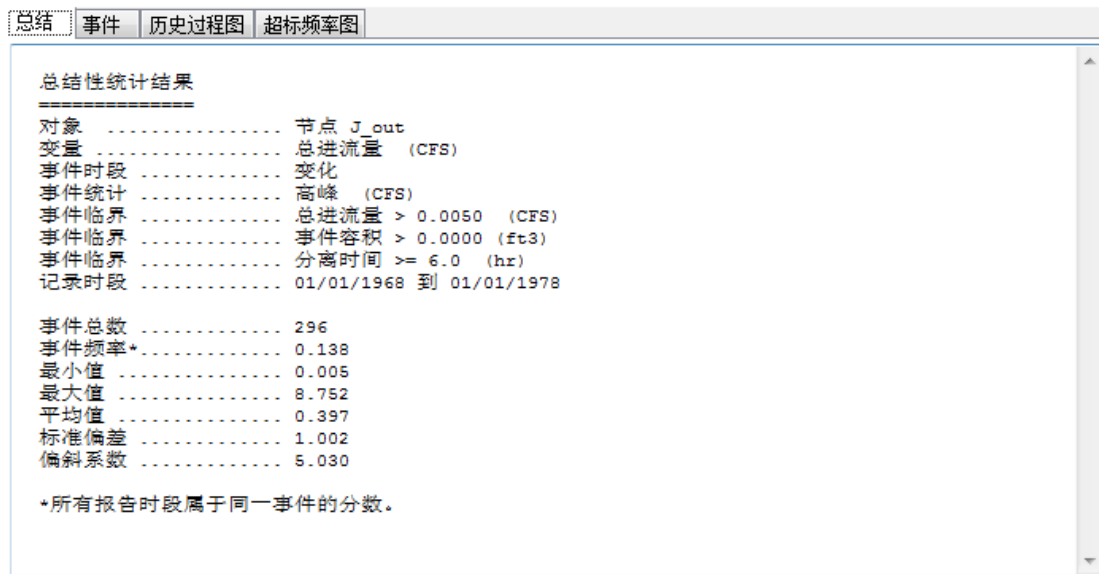 总结 事件 历史过程图 超标频率图
总结性统计结果
==============
对象 ................ 节点 J_out
变量 ................. 总进流量 (CFS)
事件时段 ............. 变化
事件统计 ............. 高峰 (CFS)
事件临界 ............. 总进流量 > 0.0050 (CFS)
事件临界 ............. 事件容积 > 0.0000 (ft3)
事件临界 ............. 分离时间 >= 6.0 (hr)
记录时段 ............. 01/01/1968 到 01/01/1978
事件总数 ............. 296
事件频率*............. 0.138
最小值 ............... 0.005
最大值 ............... 8.752
平均值 ............... 0.397
标准偏差 ............. 1.002
偏斜系数 ............. 5.030
*所有报告时段属于同一事件的分数。